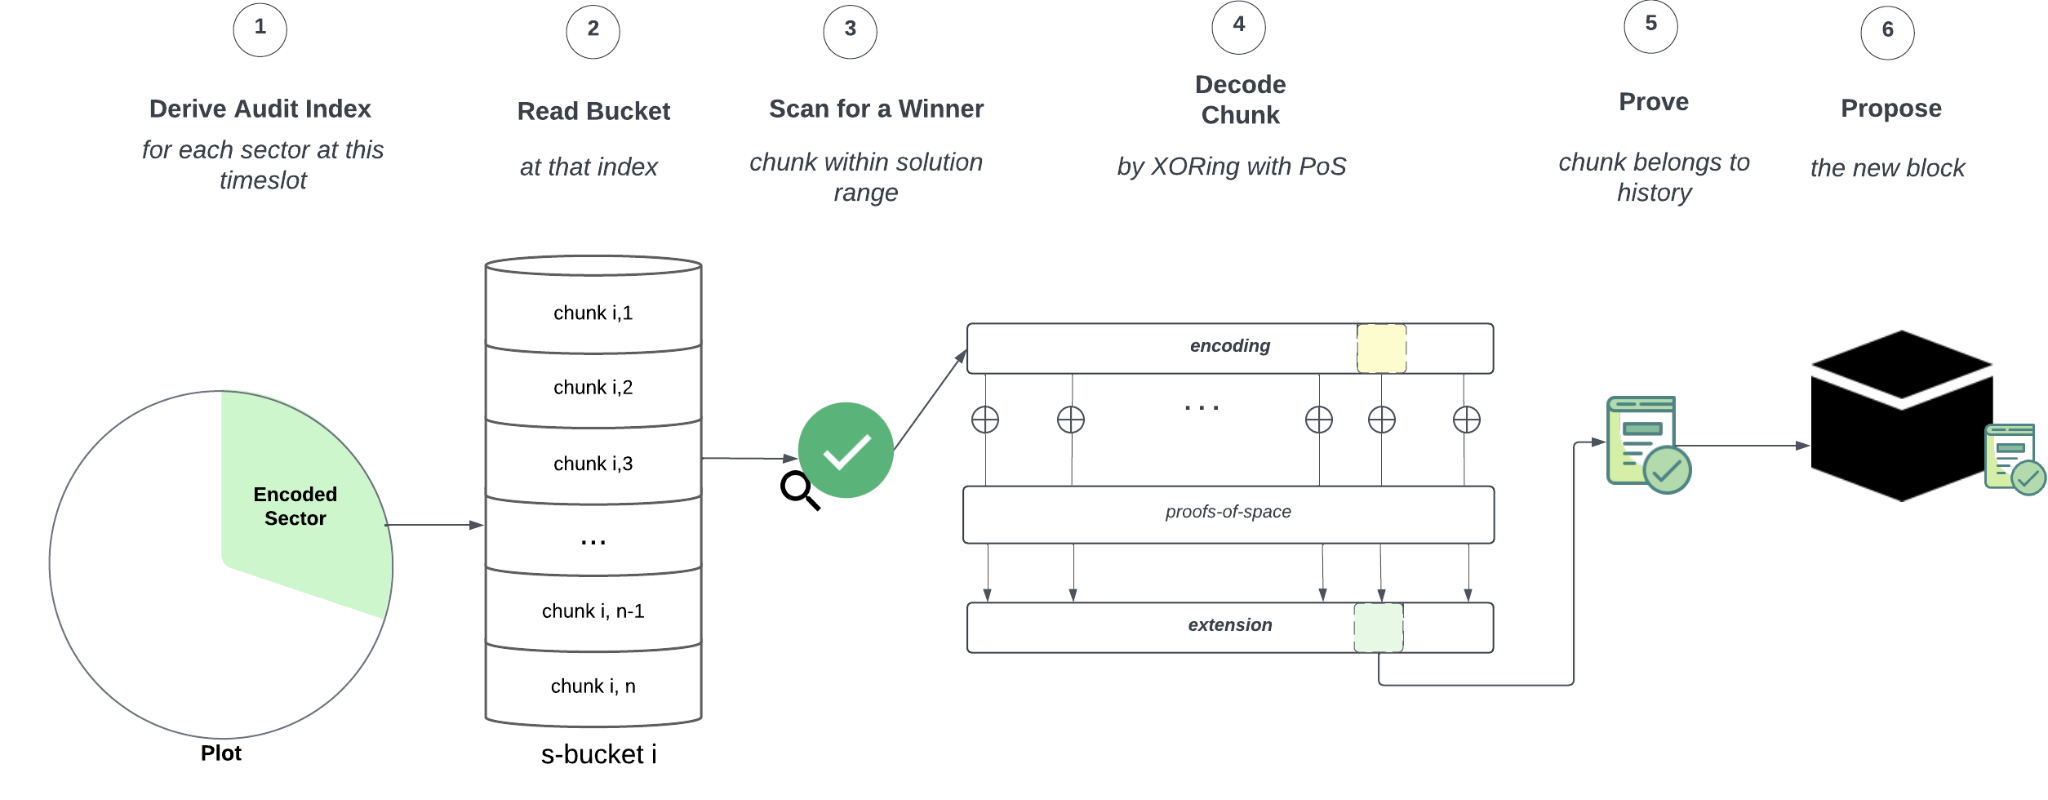 1
Derive Audit Index
for each sector at this
timeslot
2
Read Bucket
at that index
3
Scan for a Winner
chunk within solution
range
4
Decode
Chunk
by XORing with PoS
5
Prove
chunk belongs to
history
6
Propose
the new block
Encoded
Sector
Plot
chunk i,1
chunk i,2
chunk i,3
...
chunk i, n-1
chunk i, n
s-bucket i
encoding
...
proofs-of-space
extension